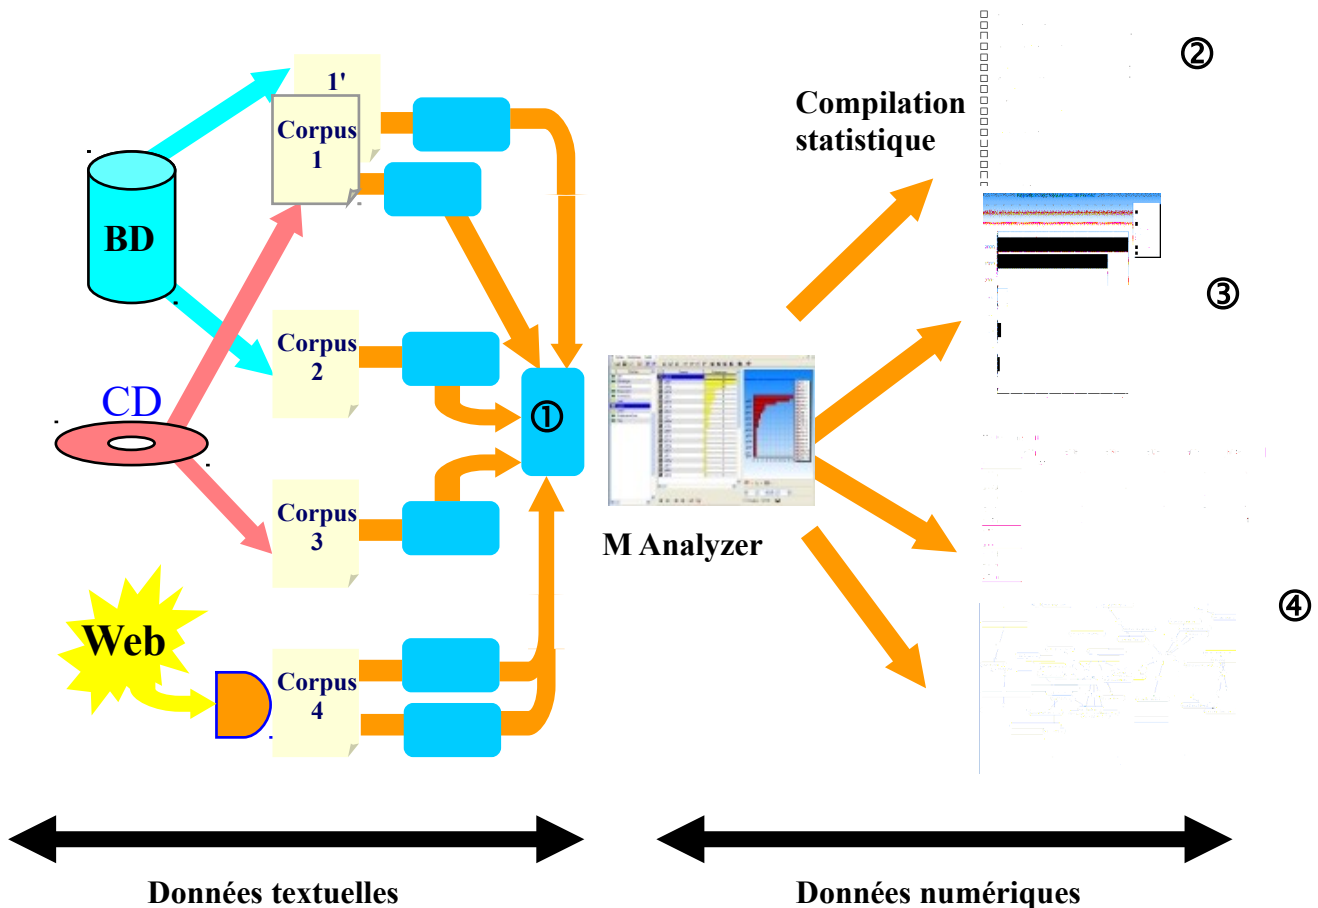 1'
Corpus
1
BD
Corpus
2
CD
Corpus
3
Web
Corpus
4
①
M Analyzer
Compilation
statistique
②
③
④
Données textuelles
Données numériques